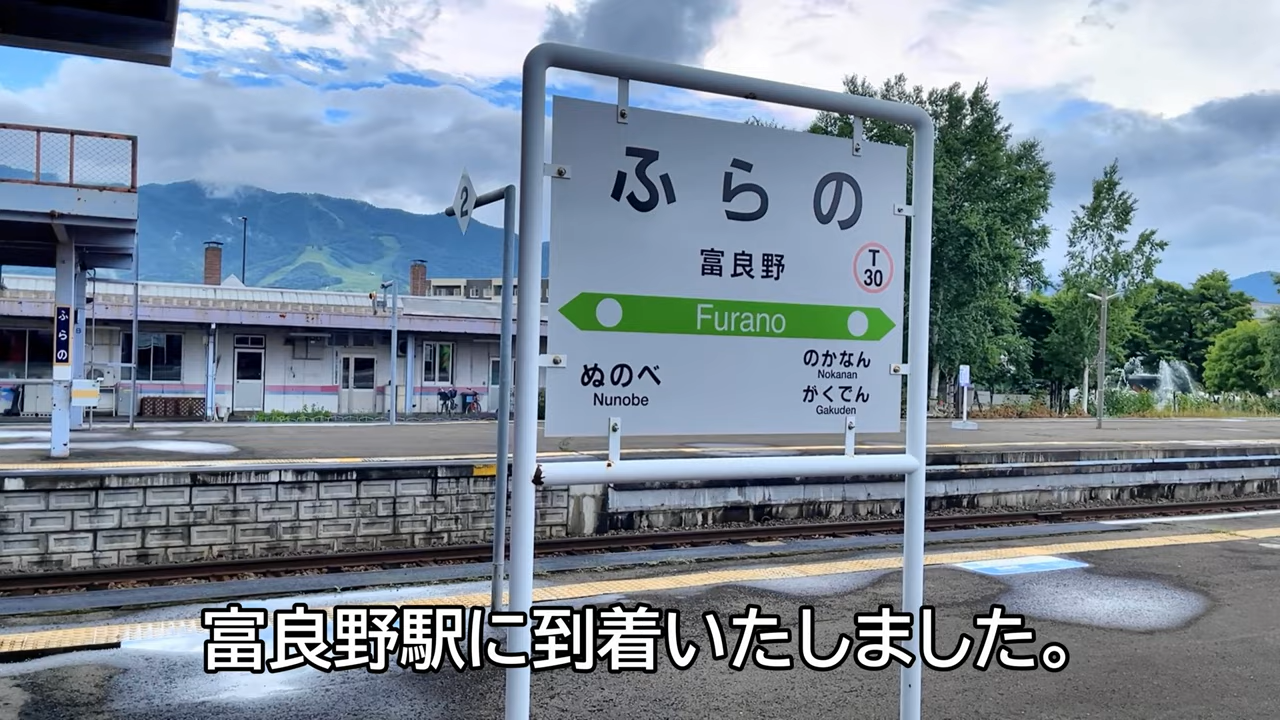 2
ふらの
富良野
T
30
Furano
ぬのべ
Nunobe
のかなん
Nokanan
がくでん
Gakuden
ふらの
富良野駅に到着いたしました。